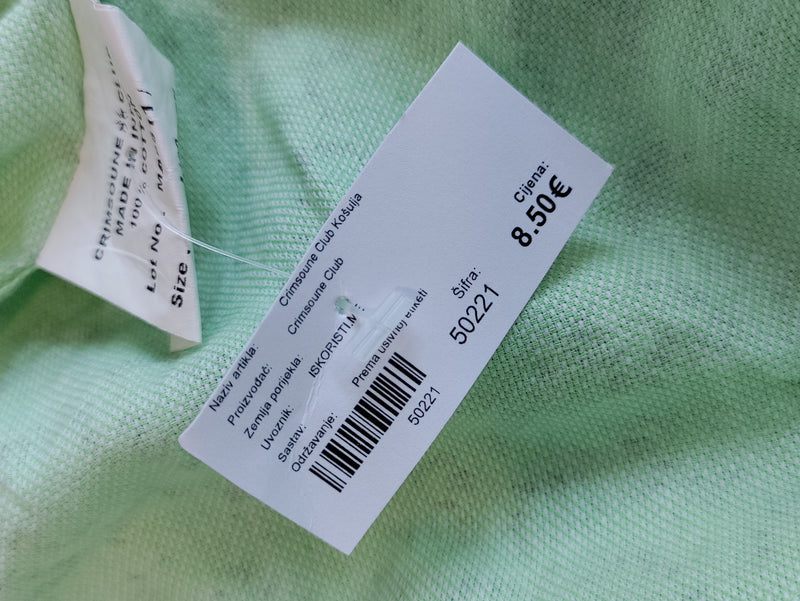 CRIMSOUNE
MADE IN
100% COTT
Lot No.
Size
Naziv artikla: Crimsoune Club Košulja
Proizvođač: Crimsoune Club
Zemlja porijekla:
Uvoznik: ISKORISTI.M
Sastav:
Održavanje: Prema ušivnoj etiketi
50221
Šifra:
50221
Cijena:
8.50€